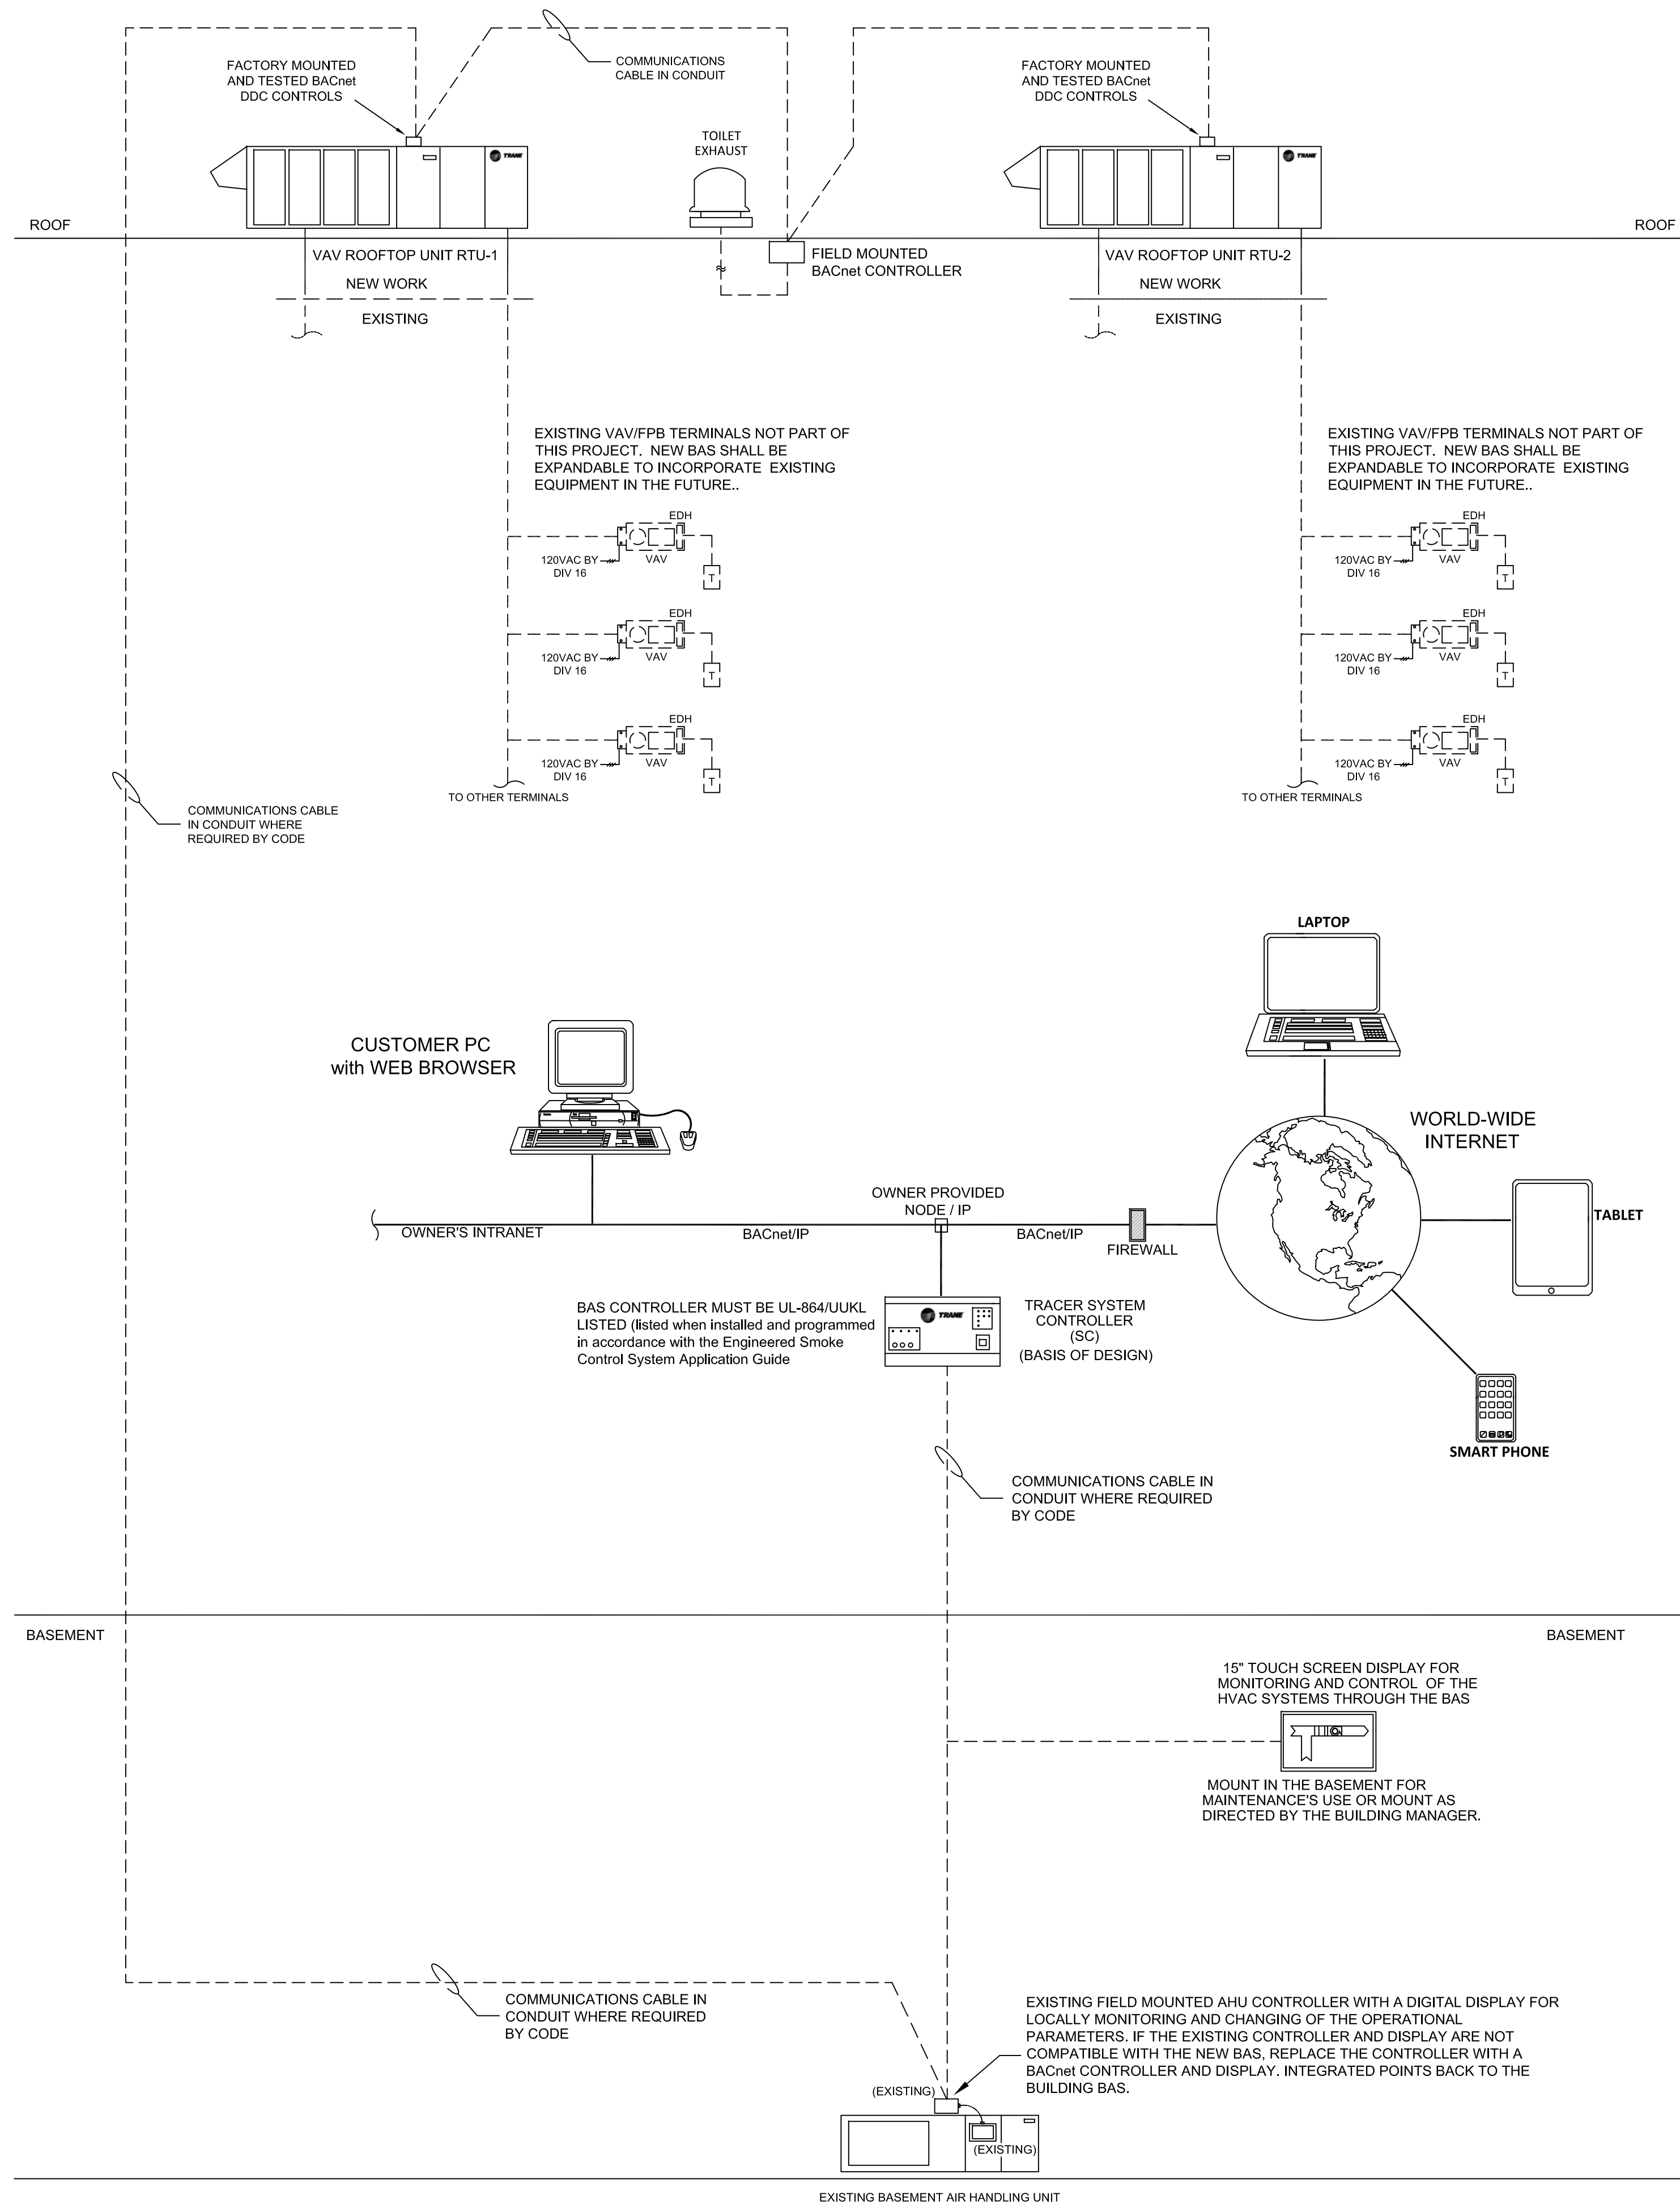 COMMUNICATIONS
CABLE IN CONDUIT
FACTORY MOUNTED
AND TESTED BACnet
DDC CONTROLS
FACTORY MOUNTED
AND TESTED BACnet
DDC CONTROLS
TOILET
EXHAUST
TRANE
TRANE
ROOF
ROOF
VAV ROOFTOP UNIT RTU-1
FIELD MOUNTED
BACnet CONTROLLER
VAV ROOFTOP UNIT RTU-2
NEW WORK
NEW WORK
EXISTING
EXISTING
EXISTING VAV/FPB TERMINALS NOT PART OF
THIS PROJECT. NEW BAS SHALL BE
EXPANDABLE TO INCORPORATE EXISTING
EQUIPMENT IN THE FUTURE..
EXISTING VAV/FPB TERMINALS NOT PART OF
THIS PROJECT. NEW BAS SHALL BE
EXPANDABLE TO INCORPORATE EXISTING
EQUIPMENT IN THE FUTURE..
EDH
120VAC BY
DIV 16
VAV
T
EDH
120VAC BY
DIV 16
VAV
T
EDH
120VAC BY
DIV 16
VAV
T
EDH
120VAC BY
DIV 16
VAV
T
EDH
120VAC BY
DIV 16
VAV
T
EDH
120VAC BY
DIV 16
VAV
T
TO OTHER TERMINALS
TO OTHER TERMINALS
COMMUNICATIONS CABLE
IN CONDUIT WHERE
REQUIRED BY CODE
LAPTOP
CUSTOMER PC
with WEB BROWSER
WORLD-WIDE
INTERNET
OWNER PROVIDED
NODE / IP
TABLET
OWNER'S INTRANET
BACnet/IP
BACnet/IP
FIREWALL
BAS CONTROLLER MUST BE UL-864/UUKL
LISTED (listed when installed and programmed
in accordance with the Engineered Smoke
Control System Application Guide
TRANE
TRACER SYSTEM
CONTROLLER
(SC)
(BASIS OF DESIGN)
SMART PHONE
COMMUNICATIONS CABLE IN
CONDUIT WHERE REQUIRED
BY CODE
BASEMENT
BASEMENT
15" TOUCH SCREEN DISPLAY FOR
MONITORING AND CONTROL OF THE
HVAC SYSTEMS THROUGH THE BAS
MOUNT IN THE BASEMENT FOR
MAINTENANCE'S USE OR MOUNT AS
DIRECTED BY THE BUILDING MANAGER.
COMMUNICATIONS CABLE IN
CONDUIT WHERE REQUIRED
BY CODE
EXISTING FIELD MOUNTED AHU CONTROLLER WITH A DIGITAL DISPLAY FOR
LOCALLY MONITORING AND CHANGING OF THE OPERATIONAL
PARAMETERS. IF THE EXISTING CONTROLLER AND DISPLAY ARE NOT
COMPATIBLE WITH THE NEW BAS, REPLACE THE CONTROLLER WITH A
BACnet CONTROLLER AND DISPLAY. INTEGRATED POINTS BACK TO THE
BUILDING BAS.
(EXISTING)
(EXISTING)
EXISTING BASEMENT AIR HANDLING UNIT